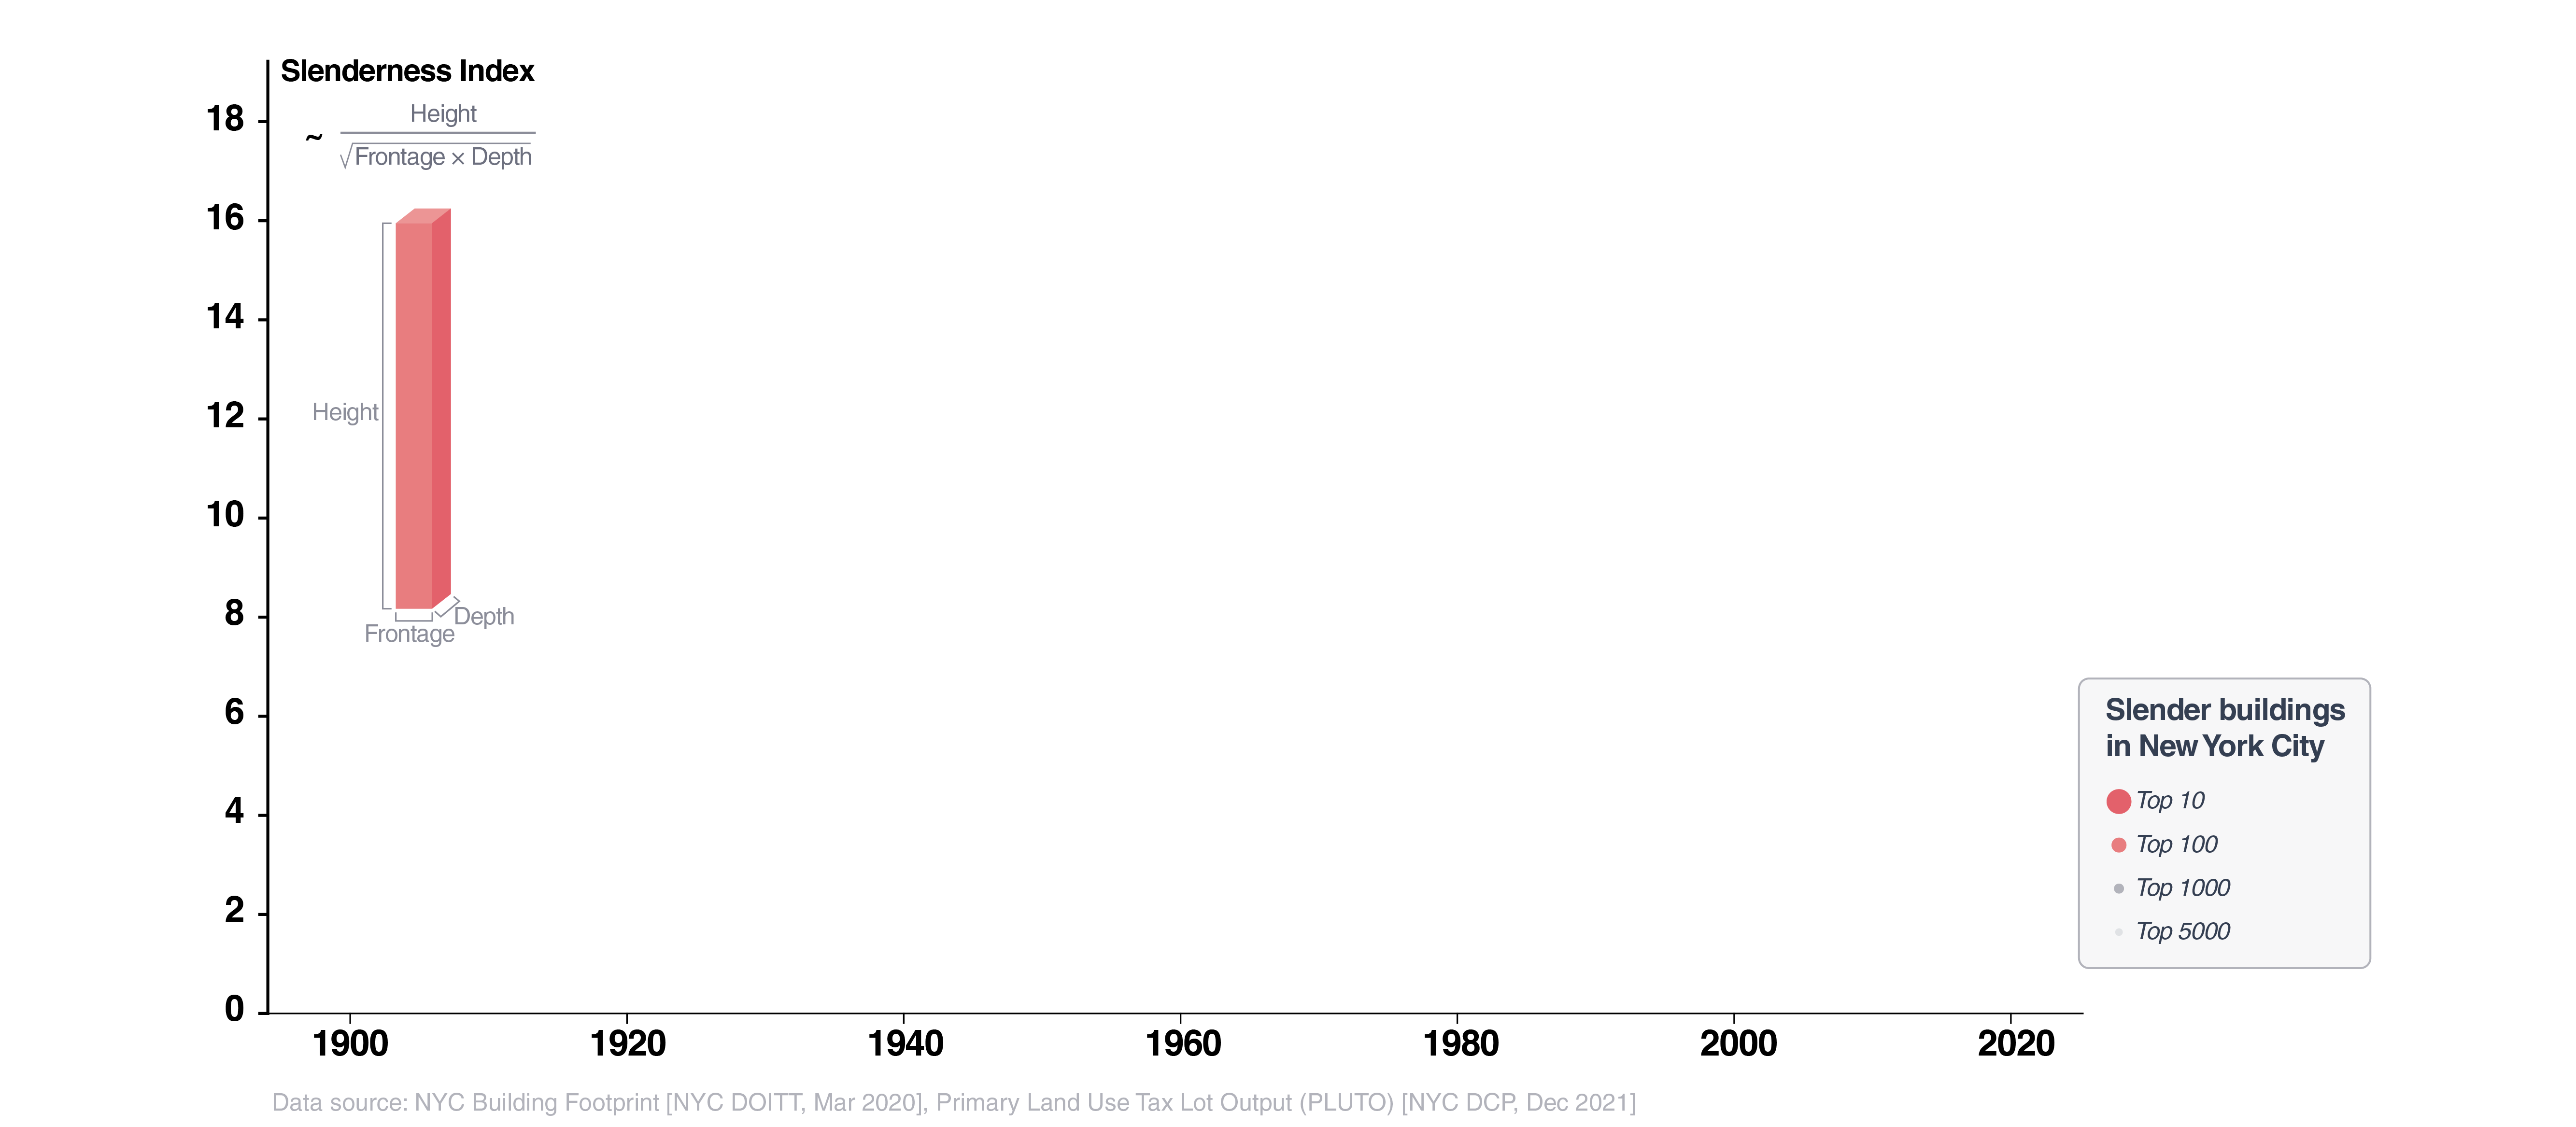 Slenderness Index
~ Height
√Frontage × Depth
18
16
14
12
10
8
6
4
2
0
Height
Depth
Frontage
Slender buildings
in New York City
Top 10
Top 100
Top 1000
Top 5000
1900 1920 1940 1960 1980 2000 2020
Data source: NYC Building Footprint [NYC DOITT, Mar 2020], Primary Land Use Tax Lot Output (PLUTO) [NYC DCP, Dec 2021]